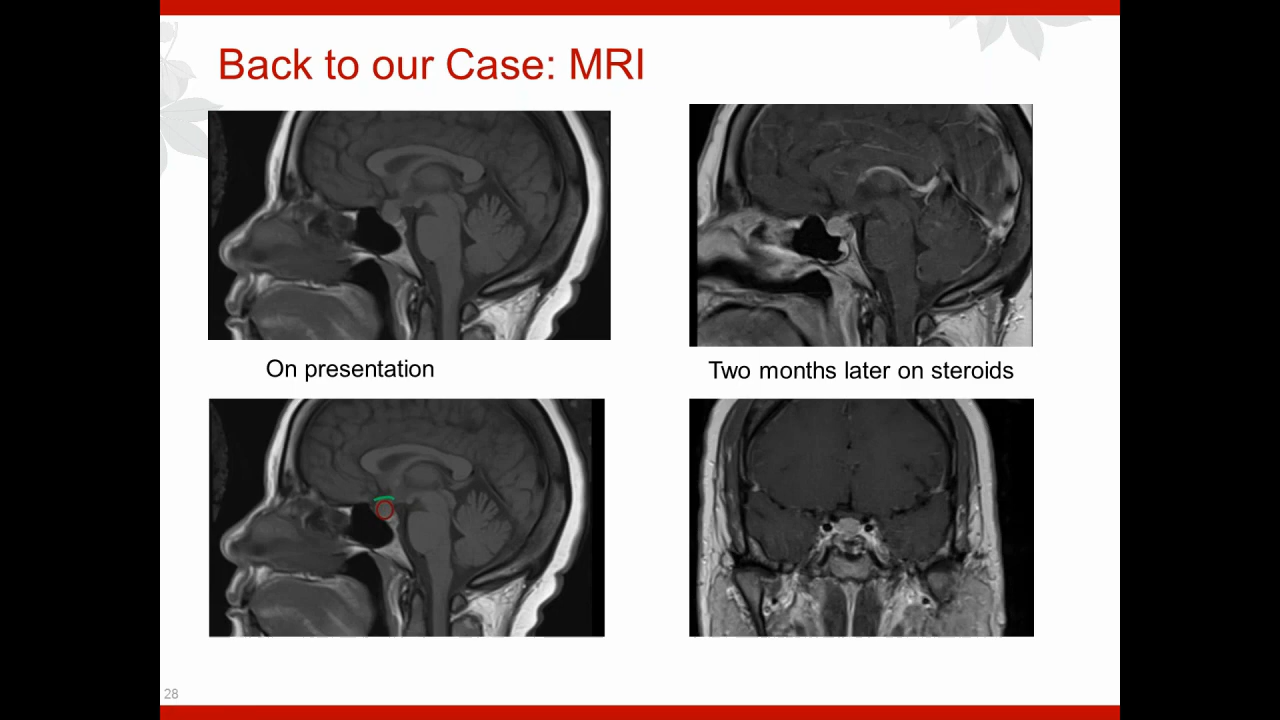 Back to our Case: MRI
On presentation
Two months later on steroids
28